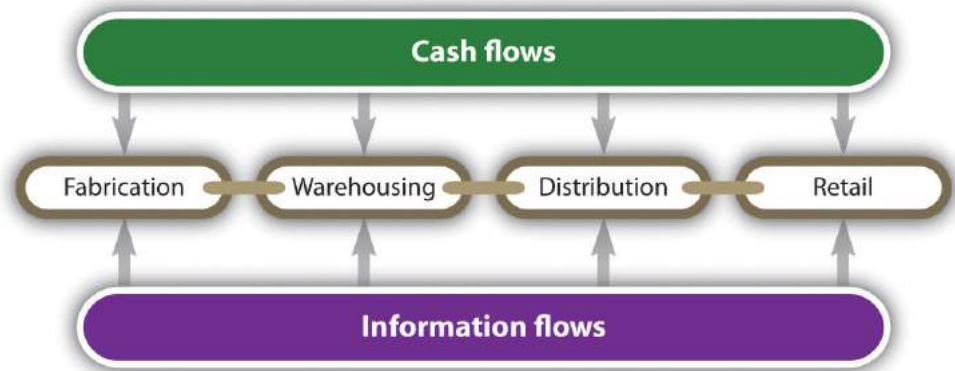 Cash flows
Fabrication Warehousing Distribution Retail
Information flows